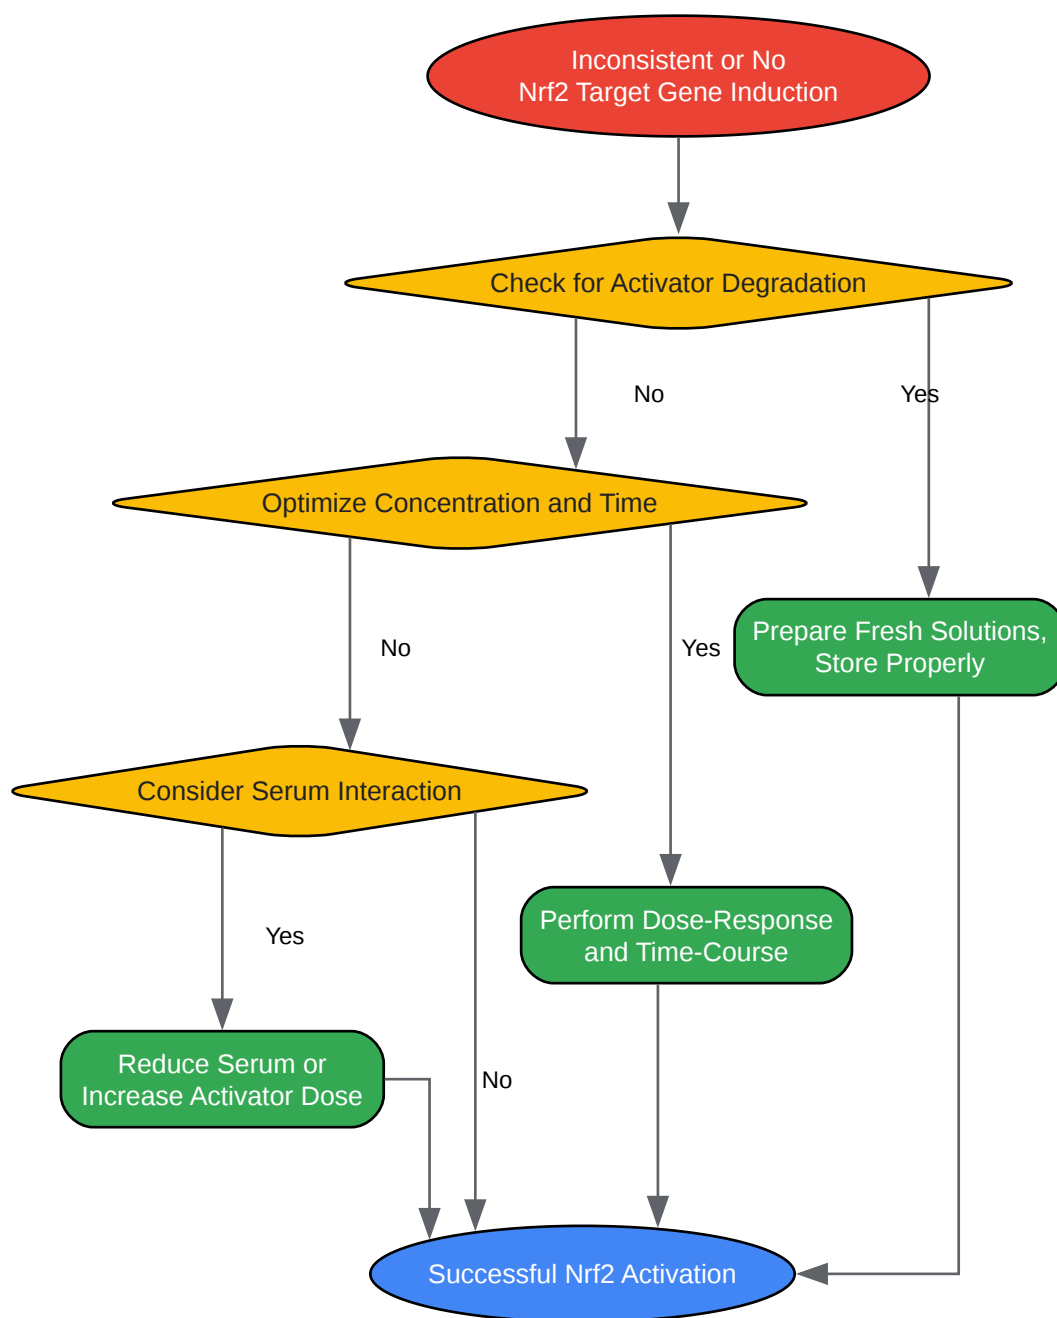 Inconsistent or No
Nrf2 Target Gene Induction
Check for Activator Degradation
No
Yes
Optimize Concentration and Time
Prepare Fresh Solutions,
Store Properly
No
Yes
Consider Serum Interaction
Perform Dose-Response
and Time-Course
Yes
Reduce Serum or
Increase Activator Dose
No
Successful Nrf2 Activation